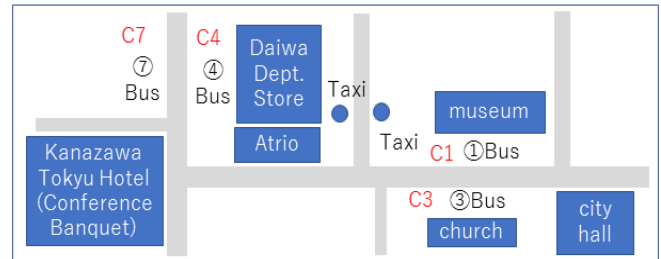 C7
⑦
Bus
C4
④
Bus
Daiwa
Dept.
Store
Atrio
Taxi
Taxi
museum
C1 ①Bus
C3 ③Bus
church
city
hall
Kanazawa
Tokyu Hotel
(Conference
Banquet)